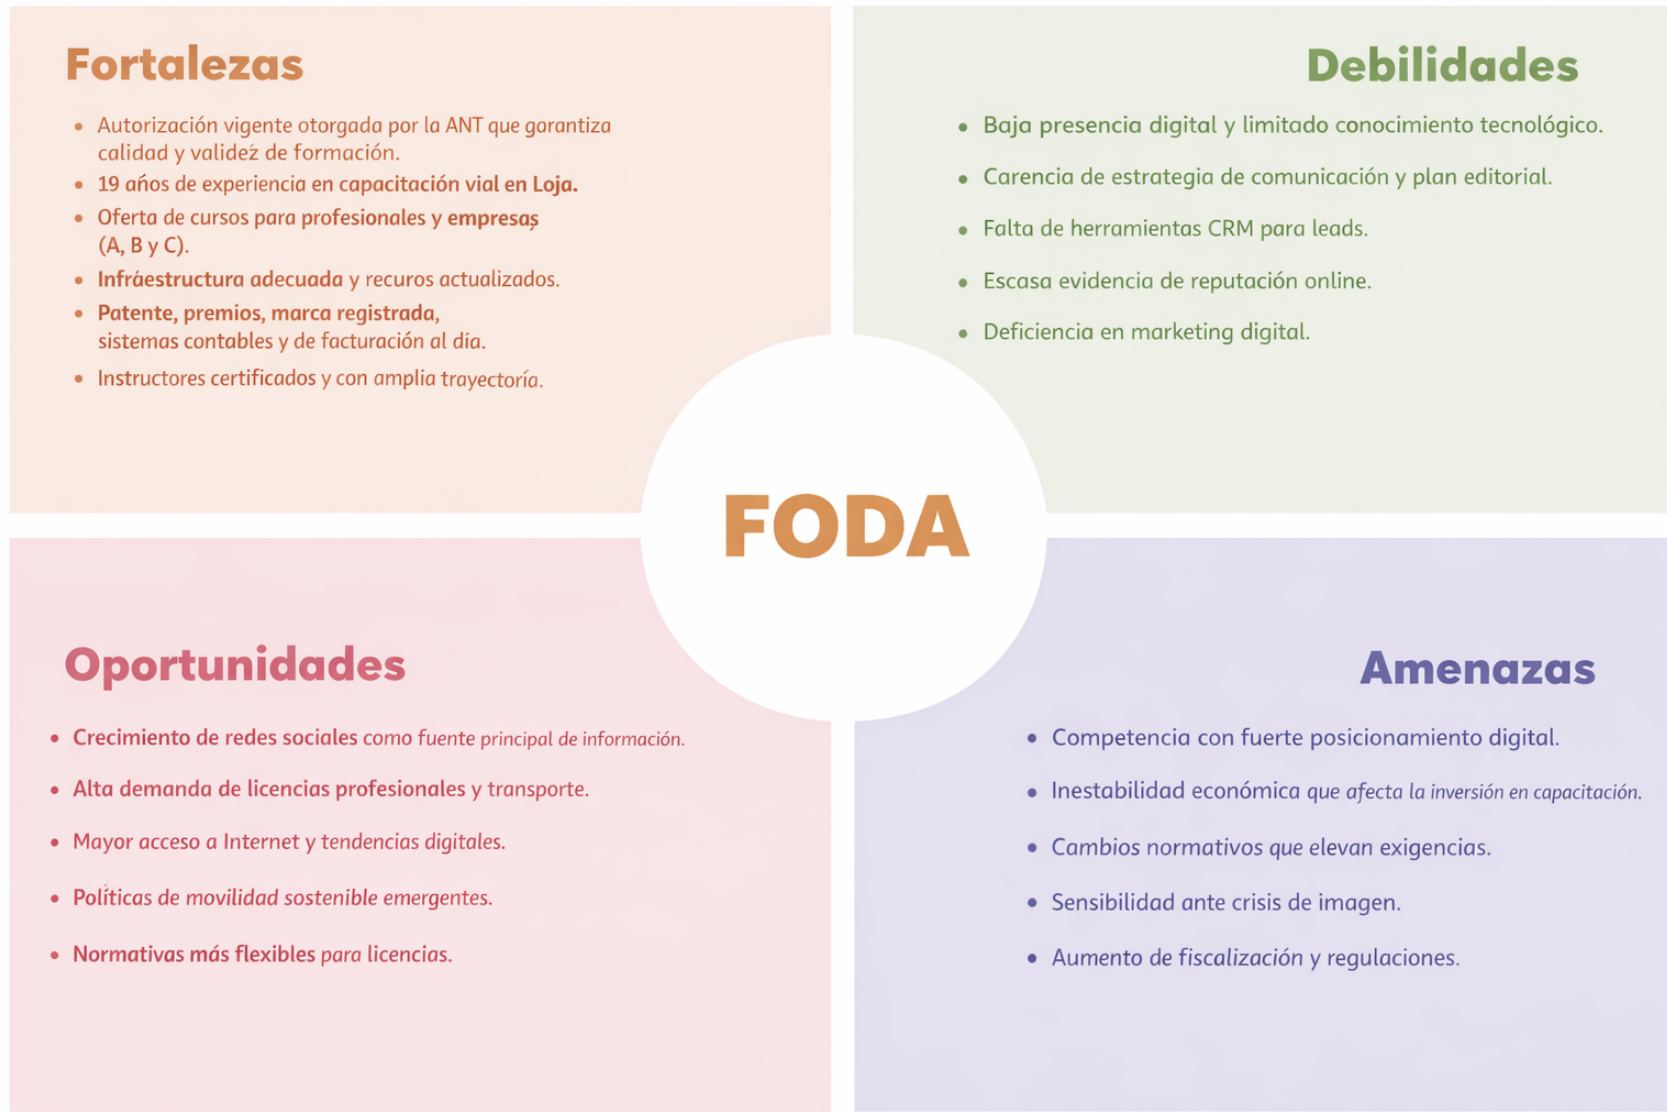 Fortalezas
• Autorización vigente otorgada por la ANT que garantiza
calidad y validez de formación.
• 19 años de experiencia en capacitación vial en Loja.
• Oferta de cursos para profesionales y empresas
(A, B y C).
• Infráestructura adecuada y recuros actualizados.
• Patente, premios, marca registrada,
sistemas contables y de facturación al día.
• Instructores certificados y con amplia trayectoría.
Debilidades
• Baja presencia digital y limitado conocimiento tecnológico.
• Carencia de estrategia de comunicación y plan editorial.
• Falta de herramientas CRM para leads.
• Escasa evidencia de reputación online.
• Deficiencia en marketing digital.
FODA
Oportunidades
• Crecimiento de redes sociales como fuente principal de información.
• Alta demanda de licencias profesionales y transporte.
• Mayor acceso a Internet y tendencias digitales.
• Políticas de movilidad sostenible emergentes.
• Normativas más flexibles para licencias.
Amenazas
• Competencia con fuerte posicionamiento digital.
• Inestabilidad económica que afecta la inversión en capacitación.
• Cambios normativos que elevan exigencias.
• Sensibilidad ante crisis de imagen.
• Aumento de fiscalización y regulaciones.